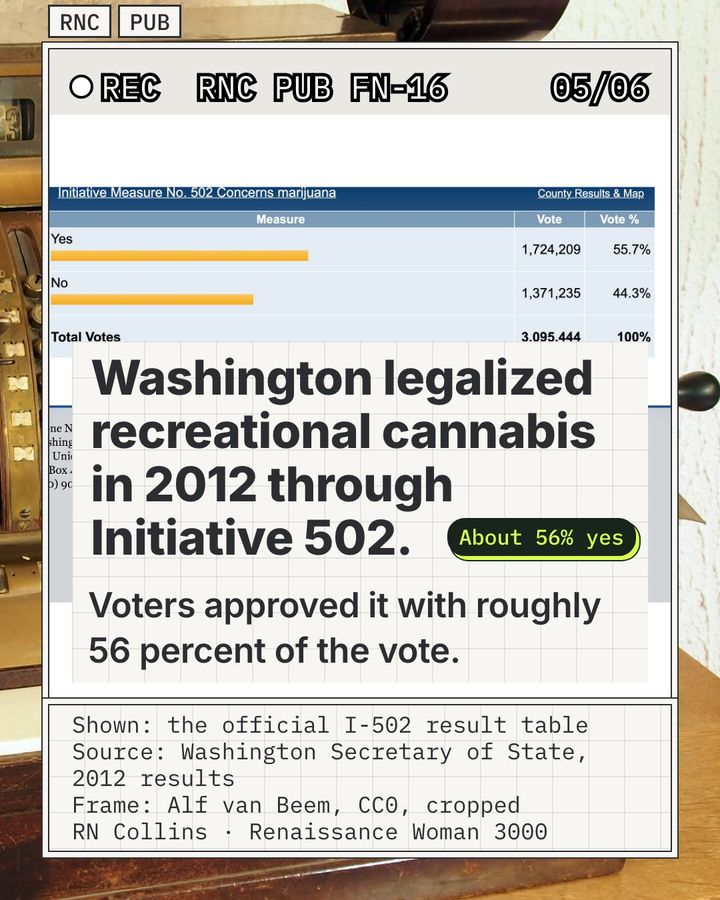 RNC PUB
REC RNC PUB FN-16 05/06
Initiative Measure No. 502 Concerns marijuana County Results & Map
Measure Vote Vote %
Yes 1,724,209 55.7%
No 1,371,235 44.3%
Total Votes 3,095,444 100%
Washington legalized
recreational cannabis
in 2012 through
Initiative 502.
About 56% yes
Voters approved it with roughly
56 percent of the vote.
Shown: the official I-502 result table
Source: Washington Secretary of State,
2012 results
Frame: Alf van Beem, CC0, cropped
RN Collins · Renaissance Woman 3000